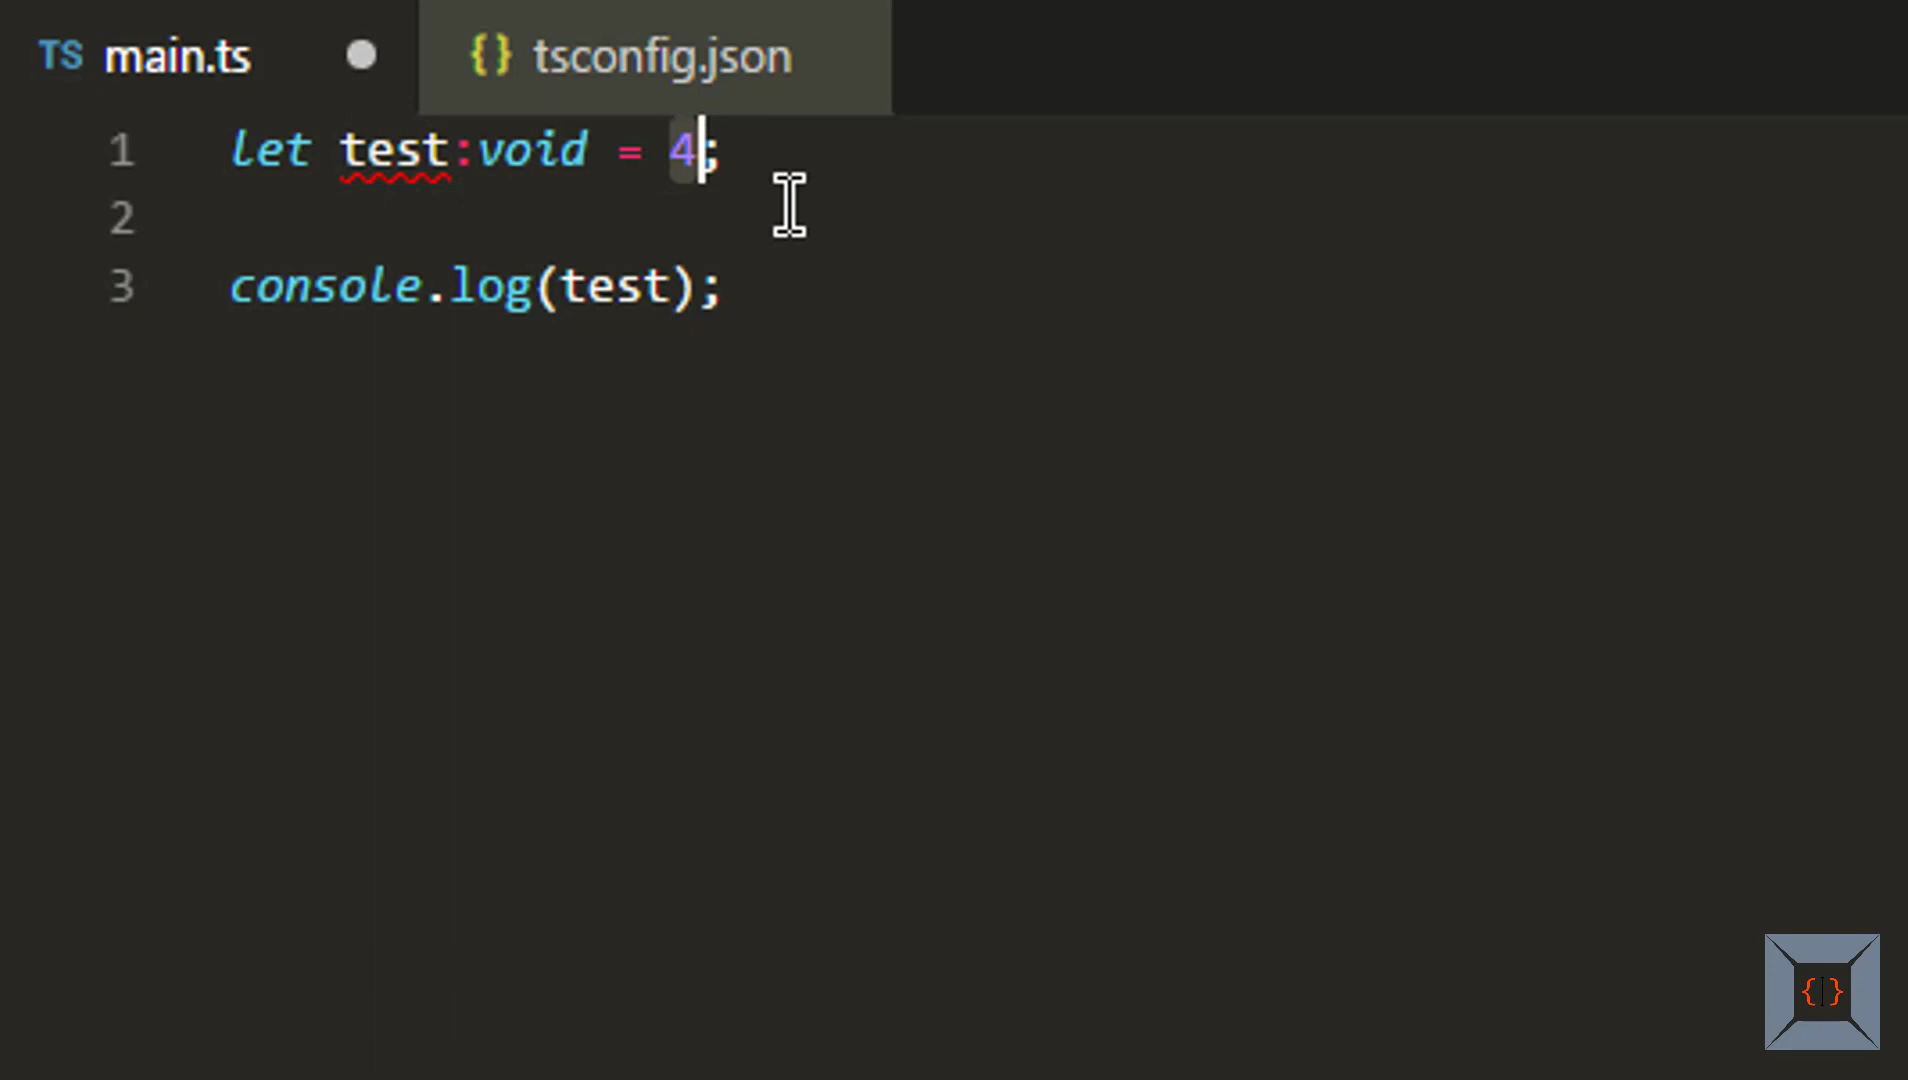 TS main.ts
{} tsconfig.json
1 let test:void = 4;
2
3 console.log(test);
{|}